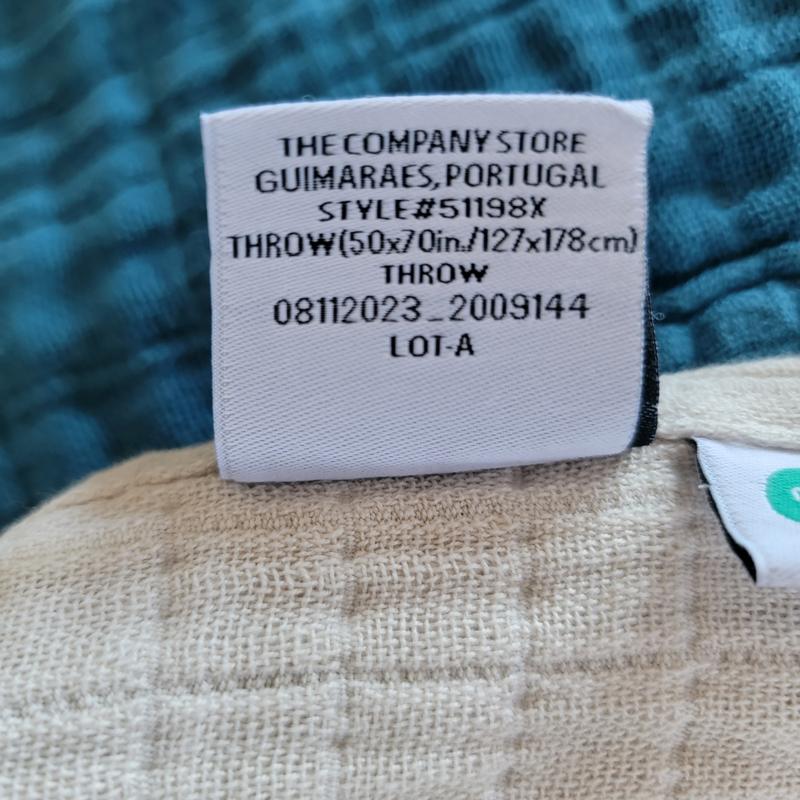 THE COMPANY STORE
GUIMARAES, PORTUGAL
STYLE#51198X
THROW(50x70in./127x178cm)
THROW
08112023_2009144
LOT-A